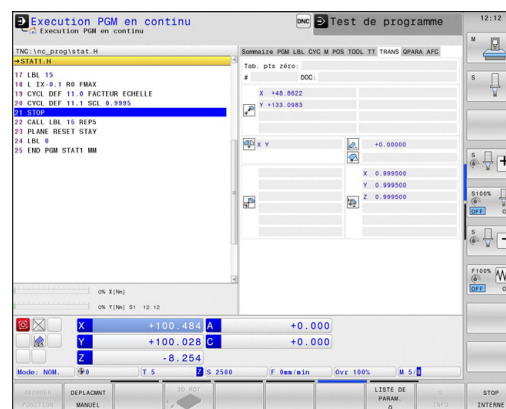 Execution PGM en continu
Execution PGM en continu
DNC
Test de programme
12:12
TNC:\nc_prog\stat.H
→STAT1.H
17 LBL 15
18 L IX-0.1 R0 FMAX
19 CYCL DEF 11.0 FACTEUR ECHELLE
20 CYCL DEF 11.1 SCL 0.9995
21 STOP
22 CALL LBL 15 REP5
23 PLANE RESET STAY
24 LBL 0
25 END PGM STAT1 MM
0% X[Nm]
0% Y[Nm] S1 12:12
Sommaire PGM LBL CYC M POS TOOL TT TRANS QPARA AFC
Tab. pts zéro:
# DOC:
X +48.8622
Y +133.0983
X Y
+0.00000
X 0.999500
Y 0.999500
Z 0.999500
X +100.484 A +0.000
Y +100.028 C +0.000
Z -8.254
Mode: NOM. 0 T 5 Z S 2500 F 0mm/min Ovr 100% M 5/
M
S
S
S100%
OFF
S
F100% W
OFF
DEPLACMNT
MANUEL
3D ROT
LISTE DE
PARAM.
Q
INFO
STOP
INTERNE